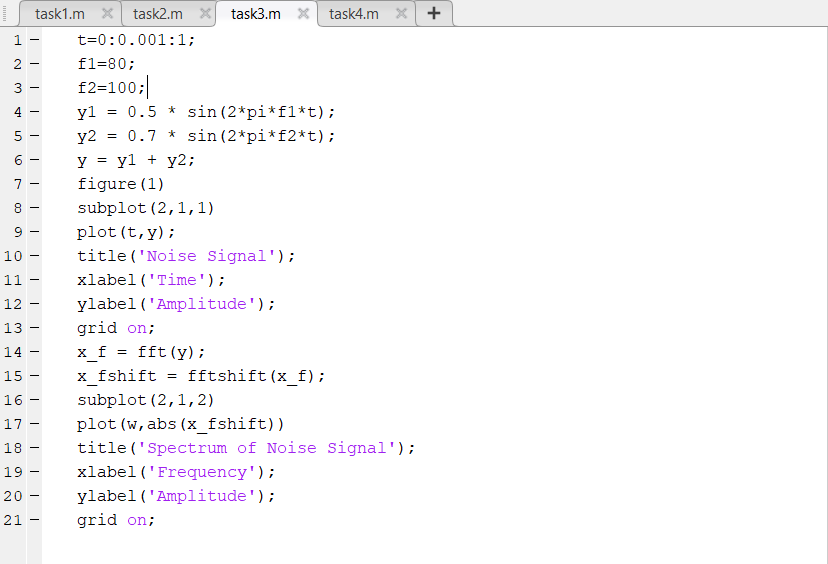 task1.m task2.m task3.m task4.m +
1 – t=0:0.001:1;
2 – f1=80;
3 – f2=100;
4 – y1 = 0.5 * sin(2*pi*f1*t);
5 – y2 = 0.7 * sin(2*pi*f2*t);
6 – y = y1 + y2;
7 – figure(1)
8 – subplot(2,1,1)
9 – plot(t,y);
10 – title('Noise Signal');
11 – xlabel('Time');
12 – ylabel('Amplitude');
13 – grid on;
14 – x_f = fft(y);
15 – x_fshift = fftshift(x_f);
16 – subplot(2,1,2)
17 – plot(w,abs(x_fshift))
18 – title('Spectrum of Noise Signal');
19 – xlabel('Frequency');
20 – ylabel('Amplitude');
21 – grid on;